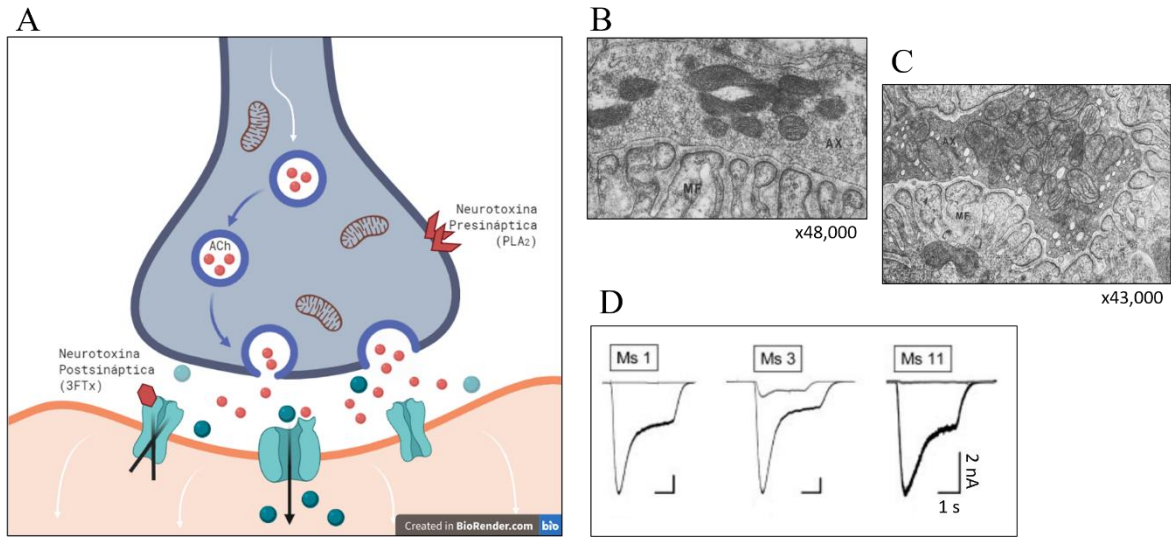 A
Neurotoxina
Presináptica
(PLA₂)
ACh
Neurotoxina
Postsináptica
(3FTx)
Created in BioRender.com bio
B
AX
MF
x48,000
C
AX
MF
x43,000
D
Ms 1
Ms 3
Ms 11
2 nA
1 s